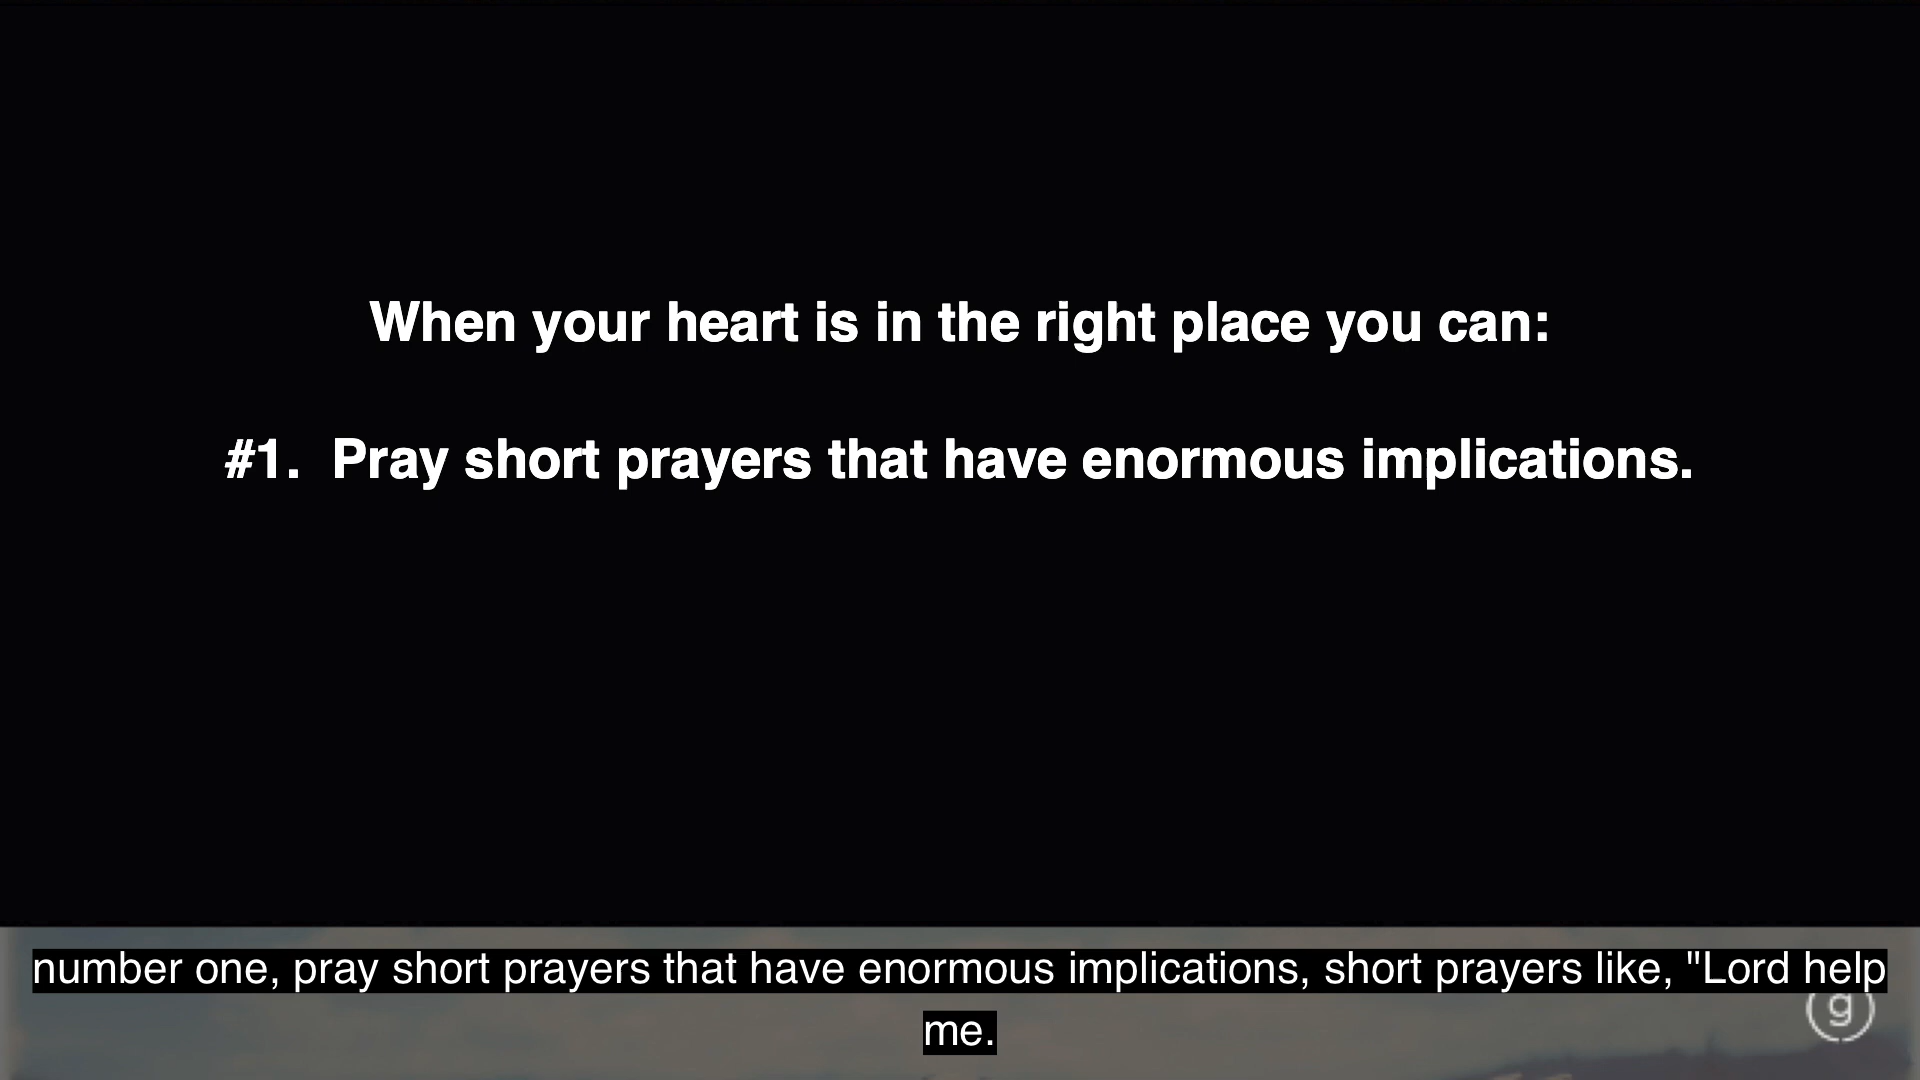 When your heart is in the right place you can:
#1. Pray short prayers that have enormous implications.
number one, pray short prayers that have enormous implications, short prayers like, "Lord help
me.
g